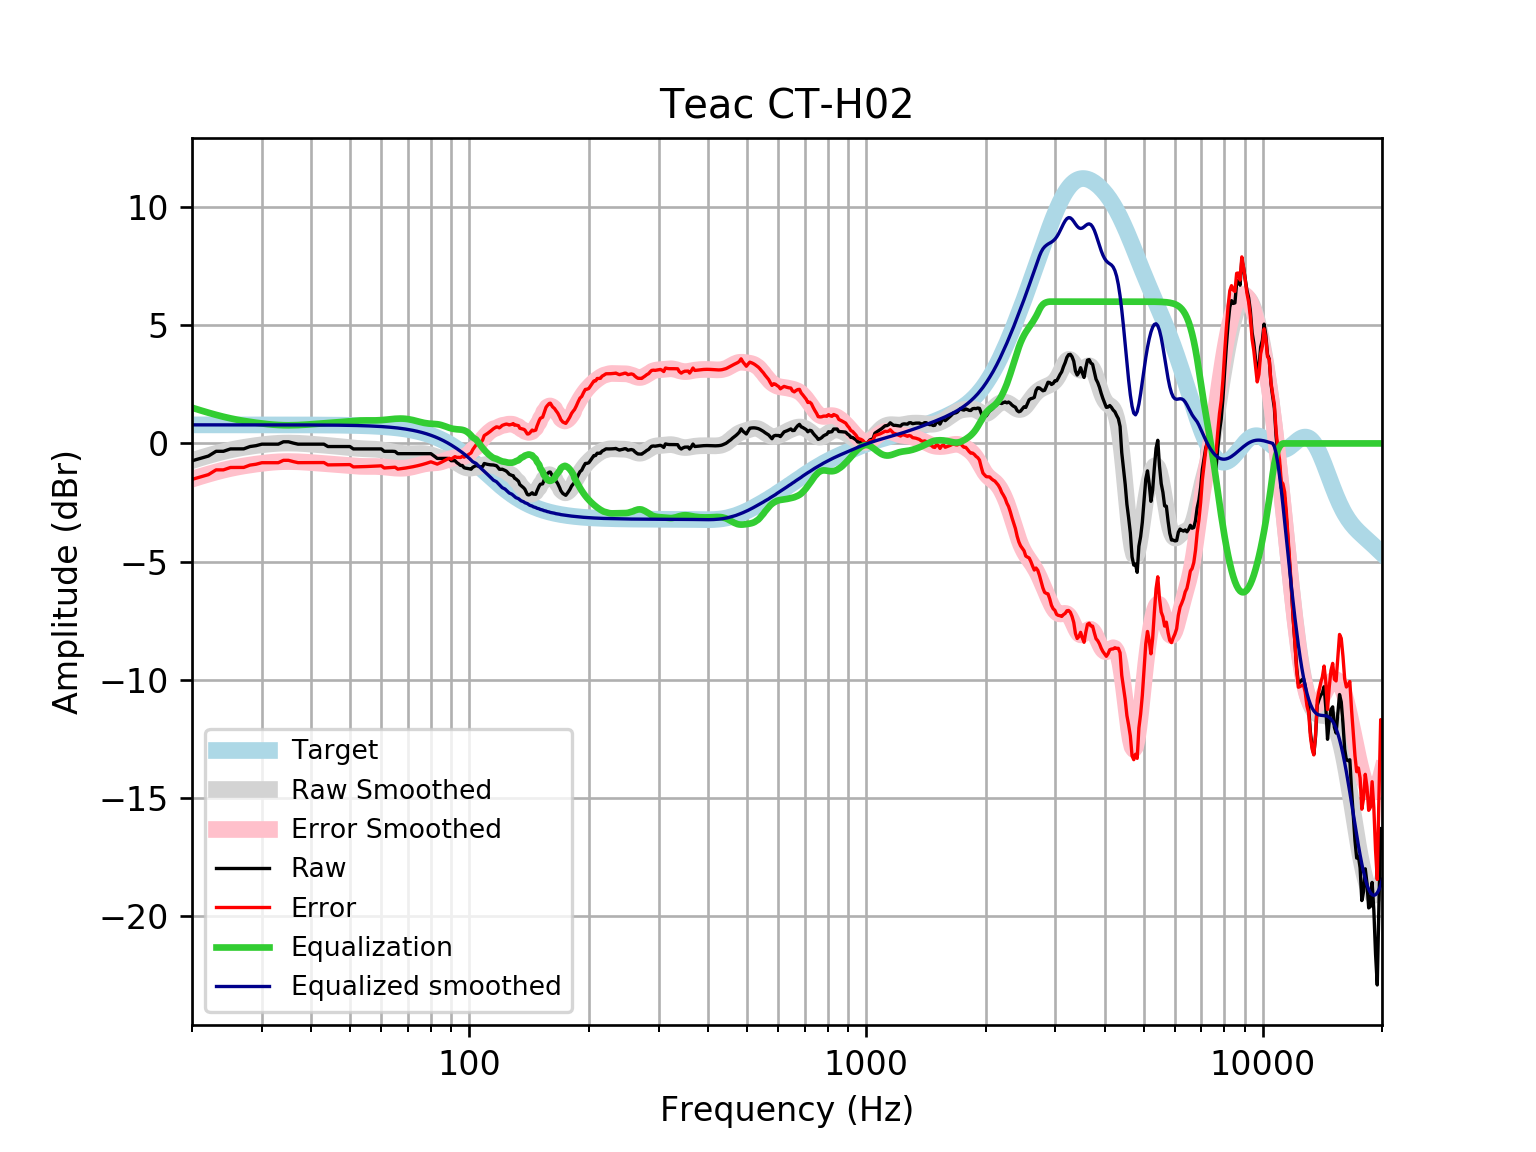 Teac CT-H02
10
5
0
−5
−10
−15
−20
Amplitude (dBr)
Target
Raw Smoothed
Error Smoothed
Raw
Error
Equalization
Equalized smoothed
100
1000
10000
Frequency (Hz)